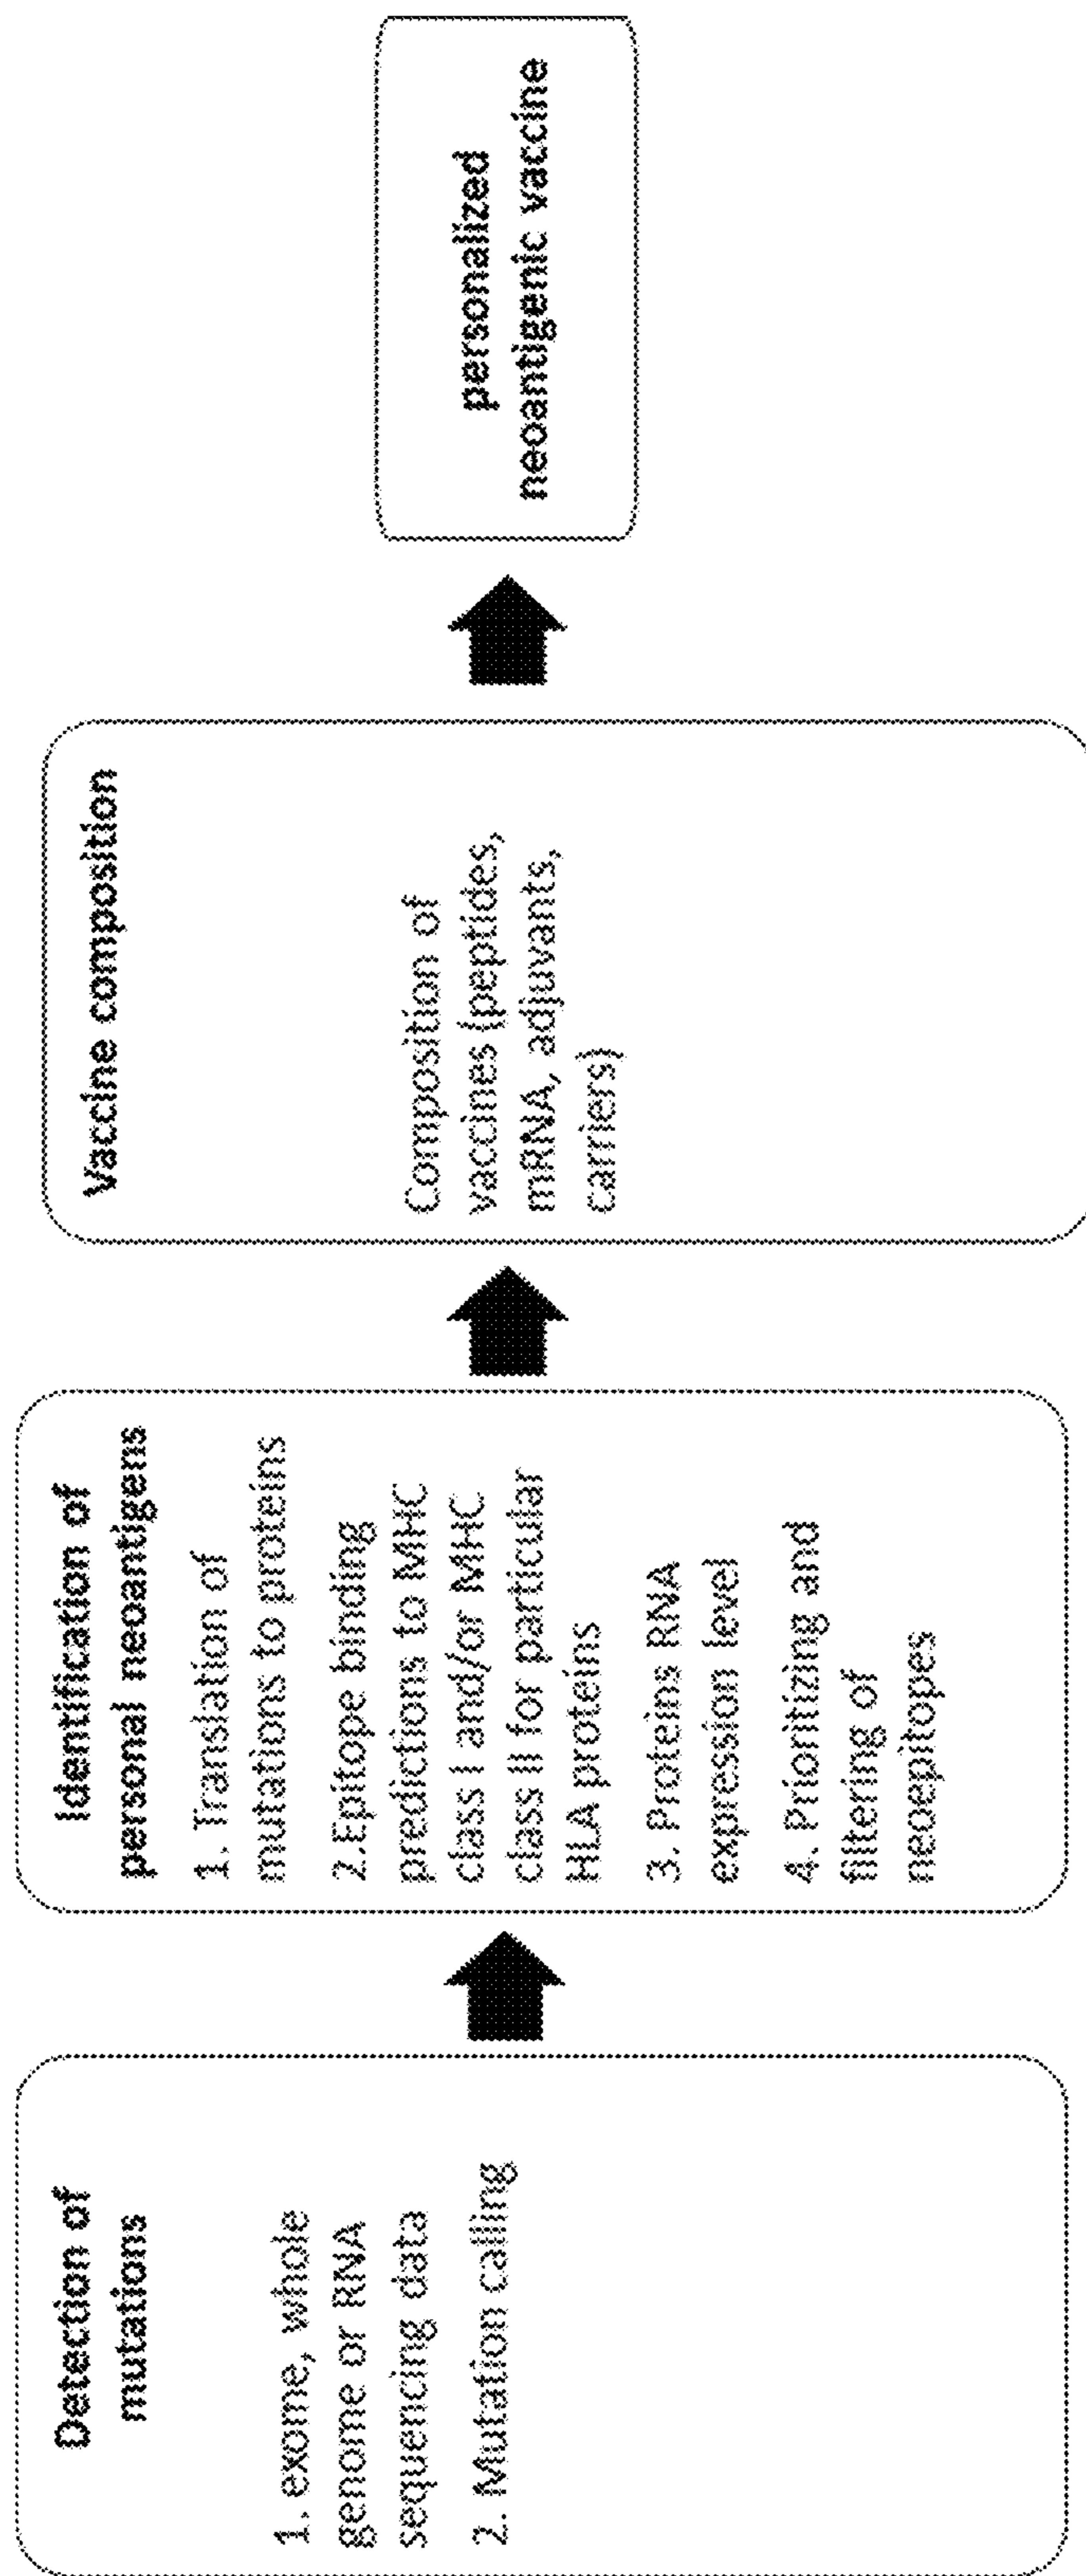 Detection of
mutations
1. exome, whole
genome or RNA
sequencing data
2. Mutation calling
Identification of
personal neoantigens
1. Translation of
mutations to proteins
2.Epitope binding
predictions to MHC
class I and/or MHC
class II for particular
HLA proteins
3. Proteins RNA
expression level
4. Prioritizing and
filtering of
neoepitopes
Vaccine composition
Composition of
vaccines (peptides,
mRNA, adjuvants,
carriers)
personalized
neoantigenic vaccine